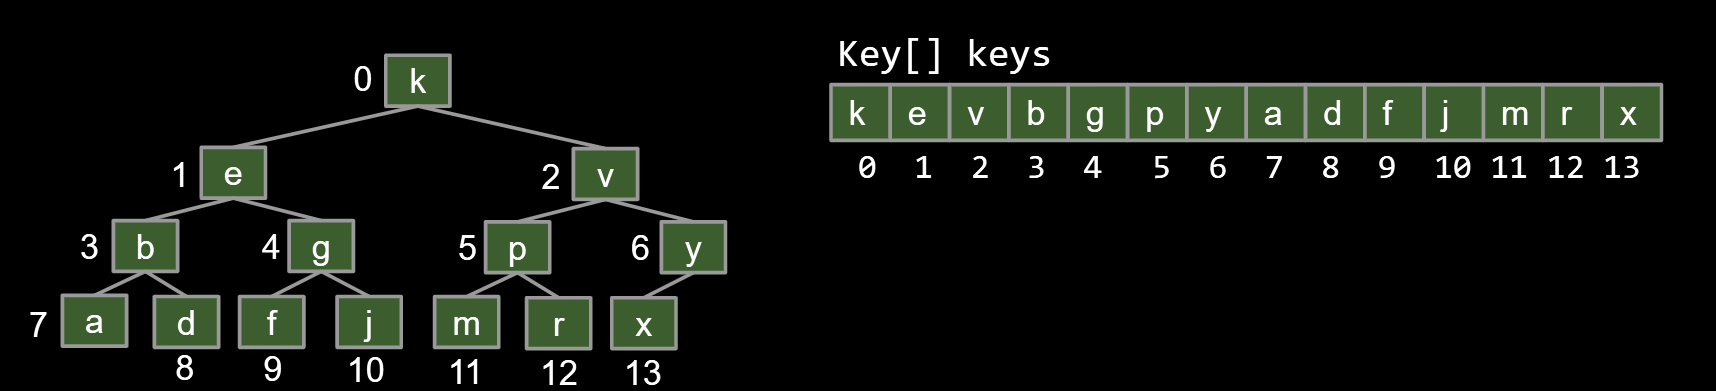 Key[] keys
0 k
k e v b g p y a d f j m r x
0 1 2 3 4 5 6 7 8 9 10 11 12 13
1 e 2 v
3 b 4 g 5 p 6 y
7 a d f j m r x
8 9 10 11 12 13